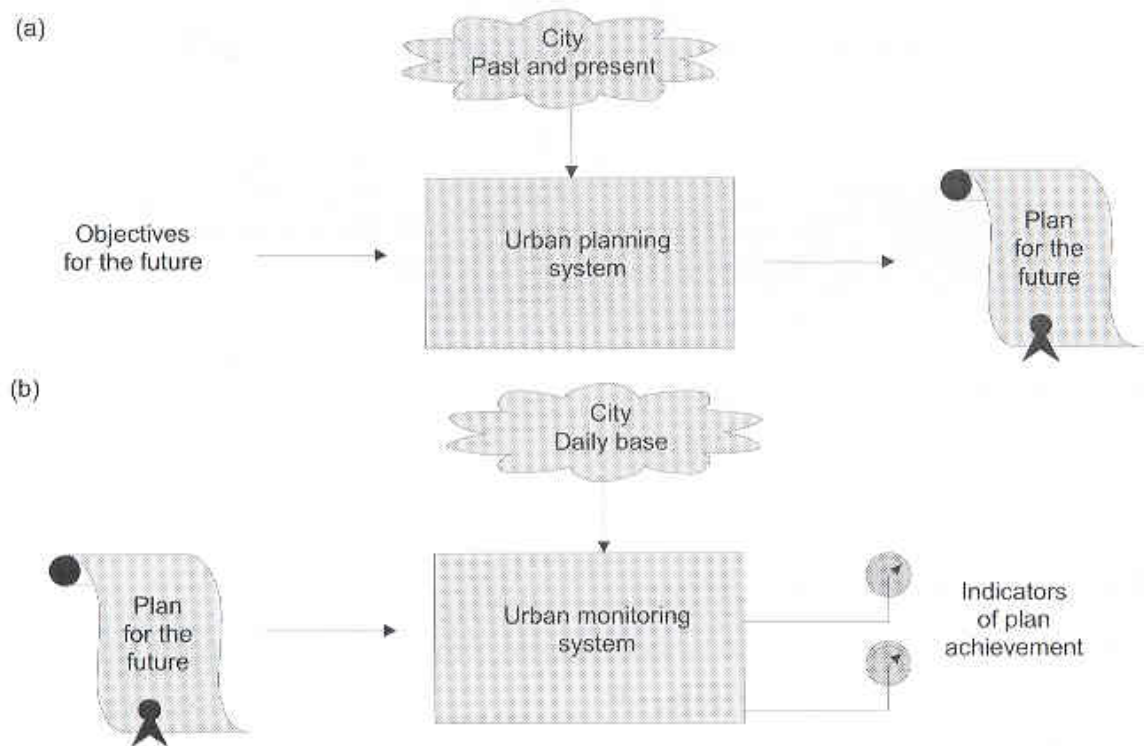 (a)
City
Past and present
Objectives
for the future
Urban planning
system
Plan
for the
future
(b)
City
Daily base
Plan
for the
future
Urban monitoring
system
Indicators
of plan
achievement